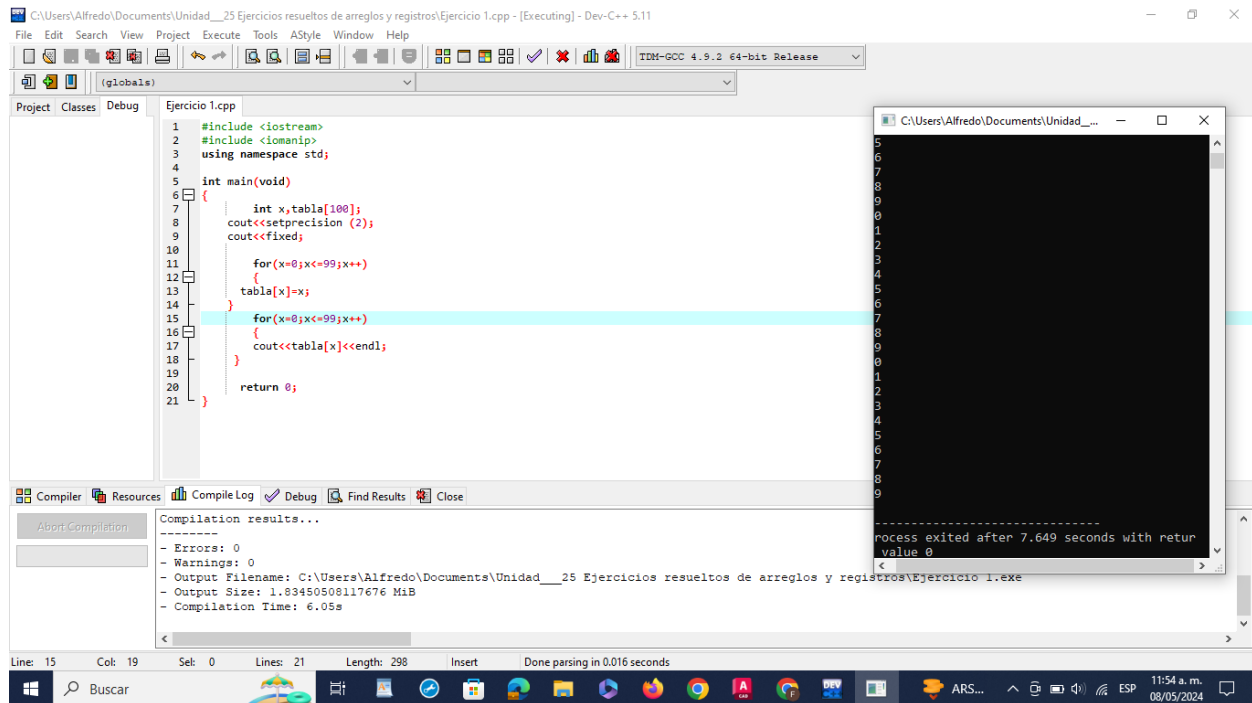 C:\Users\Alfredo\Documents\Unidad___25 Ejercicios resueltos de arreglos y registros\Ejercicio 1.cpp - [Executing] - Dev-C++ 5.11
File Edit Search View Project Execute Tools AStyle Window Help
TDM-GCC 4.9.2 64-bit Release
(globals)
Project Classes Debug Ejercicio 1.cpp
1 #include <iostream>
2 #include <iomanip>
3 using namespace std;
4
5 int main(void)
6 {
7 int x,tabla[100];
8 cout<<setprecision (2);
9 cout<<fixed;
10
11 for(x=0;x<=99;x++)
12 {
13 tabla[x]=x;
14 }
15 for(x=0;x<=99;x++)
16 {
17 cout<<tabla[x]<<endl;
18 }
19
20 return 0;
21 }
C:\Users\Alfredo\Documents\Unidad__...
5
6
7
8
9
0
1
2
3
4
5
6
7
8
9
0
1
2
3
4
5
6
7
8
9
-------------------------------
rocess exited after 7.649 seconds with retur
value 0
Compiler Resources Compile Log Debug Find Results Close
Abort Compilation
Compilation results...
--------
- Errors: 0
- Warnings: 0
- Output Filename: C:\Users\Alfredo\Documents\Unidad___25 Ejercicios resueltos de arreglos y registros\Ejercicio 1.exe
- Output Size: 1.83450508117676 MiB
- Compilation Time: 6.05s
Line: 15 Col: 19 Sel: 0 Lines: 21 Length: 298 Insert Done parsing in 0.016 seconds
Buscar ARS... ESP 11:54 a. m.
08/05/2024